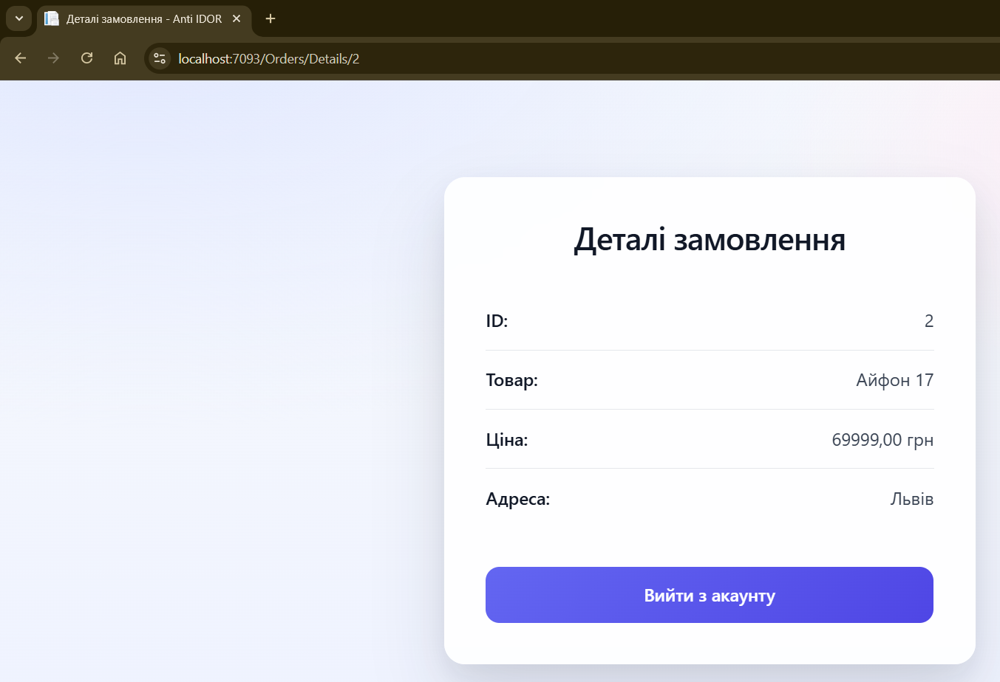 Деталі замовлення - Anti IDOR
localhost:7093/Orders/Details/2
Деталі замовлення
ID: 2
Товар: Айфон 17
Ціна: 69999,00 грн
Адреса: Львів
Вийти з акаунту